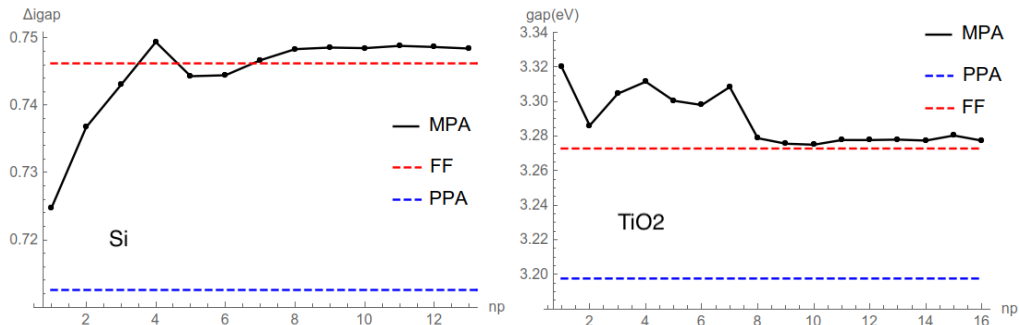 Δigap
0.75
0.74
0.73
0.72
MPA
FF
PPA
Si
2
4
6
8
10
12
np
gap(eV)
3.34
3.32
3.30
3.28
3.26
3.24
3.22
3.20
MPA
PPA
FF
TiO2
2
4
6
8
10
12
14
16
np